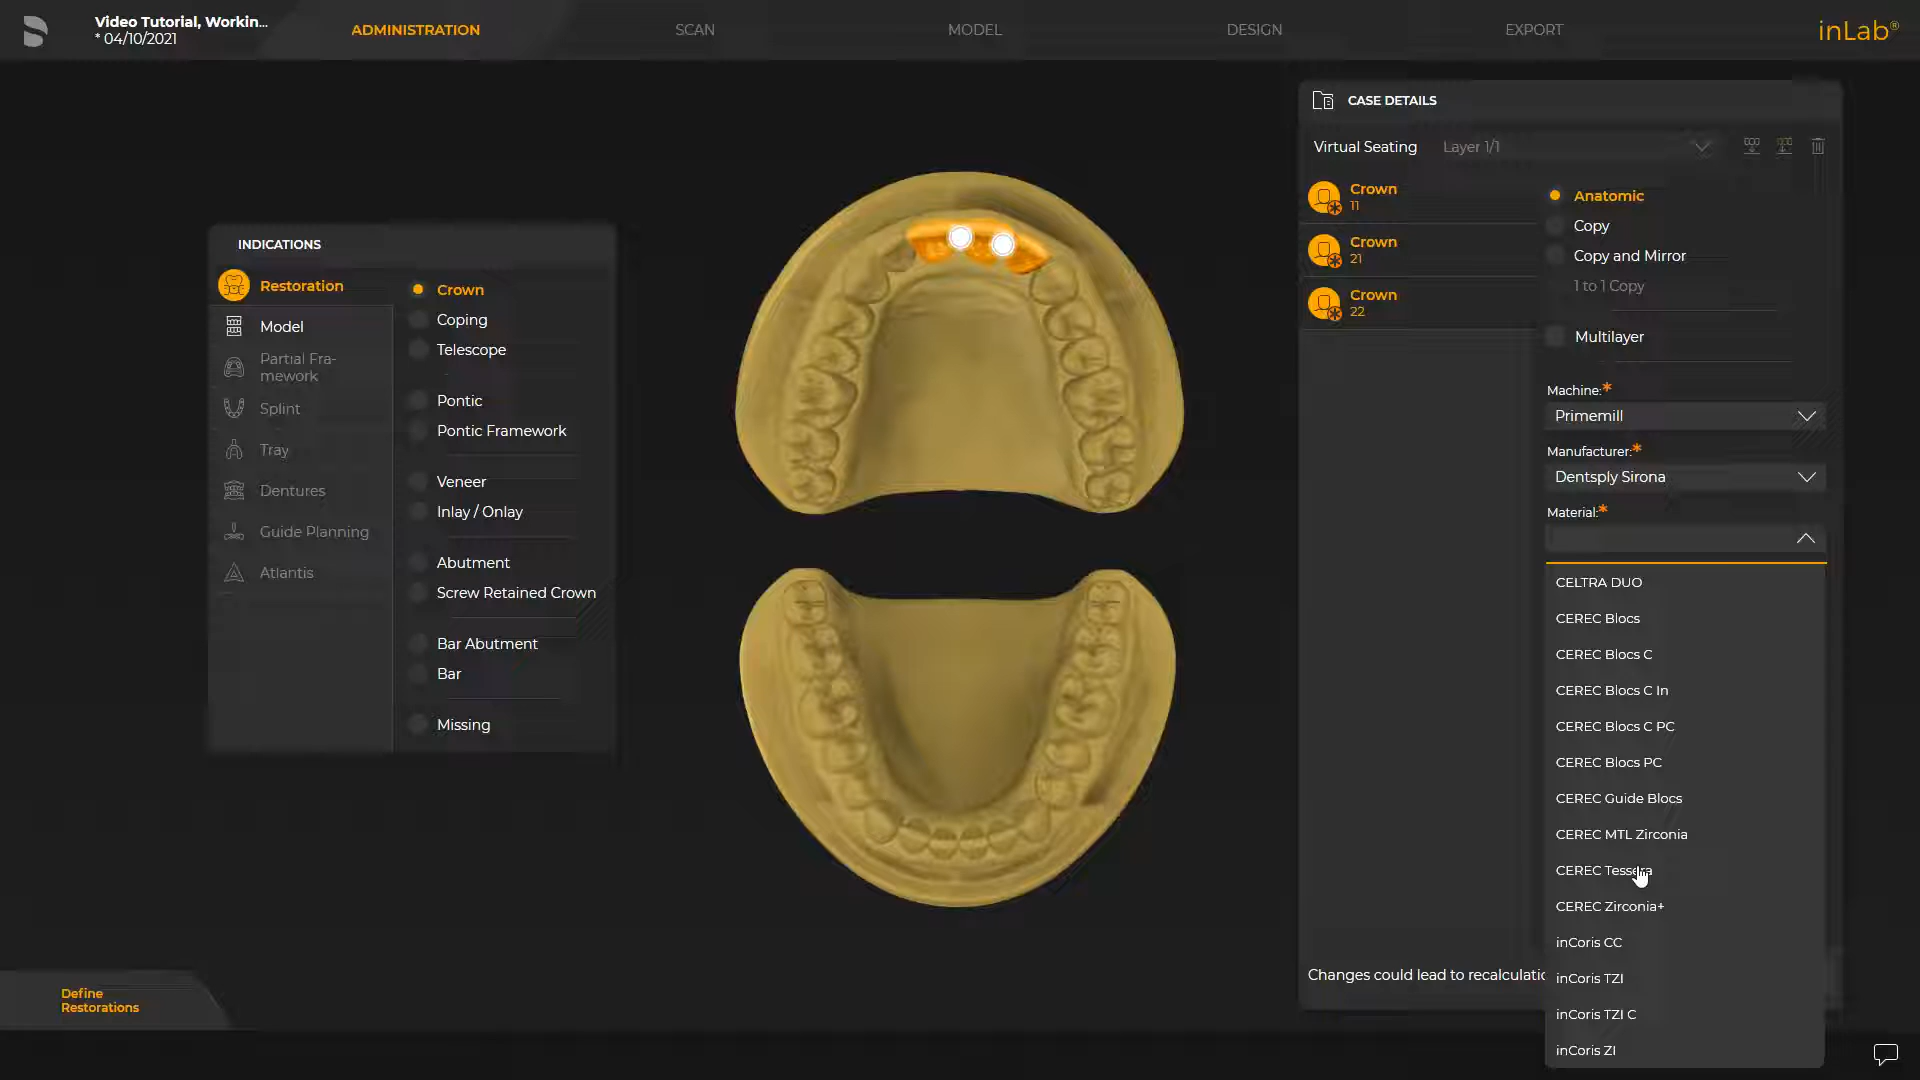 Video Tutorial, Workin...
* 04/10/2021
ADMINISTRATION
SCAN
MODEL
DESIGN
EXPORT
inLab®
INDICATIONS
Restoration
Model
Partial Fra-
mework
Splint
Tray
Dentures
Guide Planning
Atlantis
Crown
Coping
Telescope
Pontic
Pontic Framework
Veneer
Inlay / Onlay
Abutment
Screw Retained Crown
Bar Abutment
Bar
Missing
CASE DETAILS
Virtual Seating
Layer 1/1
Crown
11
Crown
21
Crown
22
Anatomic
Copy
Copy and Mirror
1 to 1 Copy
Multilayer
Machine:*
Primemill
Manufacturer:*
Dentsply Sirona
Material:*
CELTRA DUO
CEREC Blocs
CEREC Blocs C
CEREC Blocs C In
CEREC Blocs C PC
CEREC Blocs PC
CEREC Guide Blocs
CEREC MTL Zirconia
CEREC Tessera
CEREC Zirconia+
inCoris CC
inCoris TZI
inCoris TZI C
inCoris ZI
Changes could lead to recalculatio
Define
Restorations